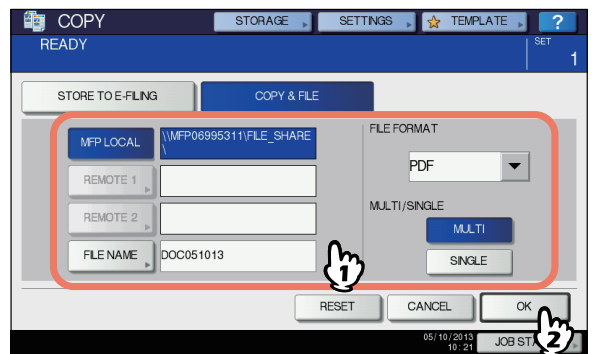 COPY
STORAGE
SETTINGS
TEMPLATE
?
READY
SET
1
STORE TO E-FILING
COPY & FILE
MFP LOCAL
\\MFP06995311\FILE_SHARE
\
REMOTE 1
REMOTE 2
FILE NAME
DOC051013
FILE FORMAT
PDF
MULTI/SINGLE
MULTI
SINGLE
1
RESET
CANCEL
OK
2
05/10/2013
10:21
JOB ST